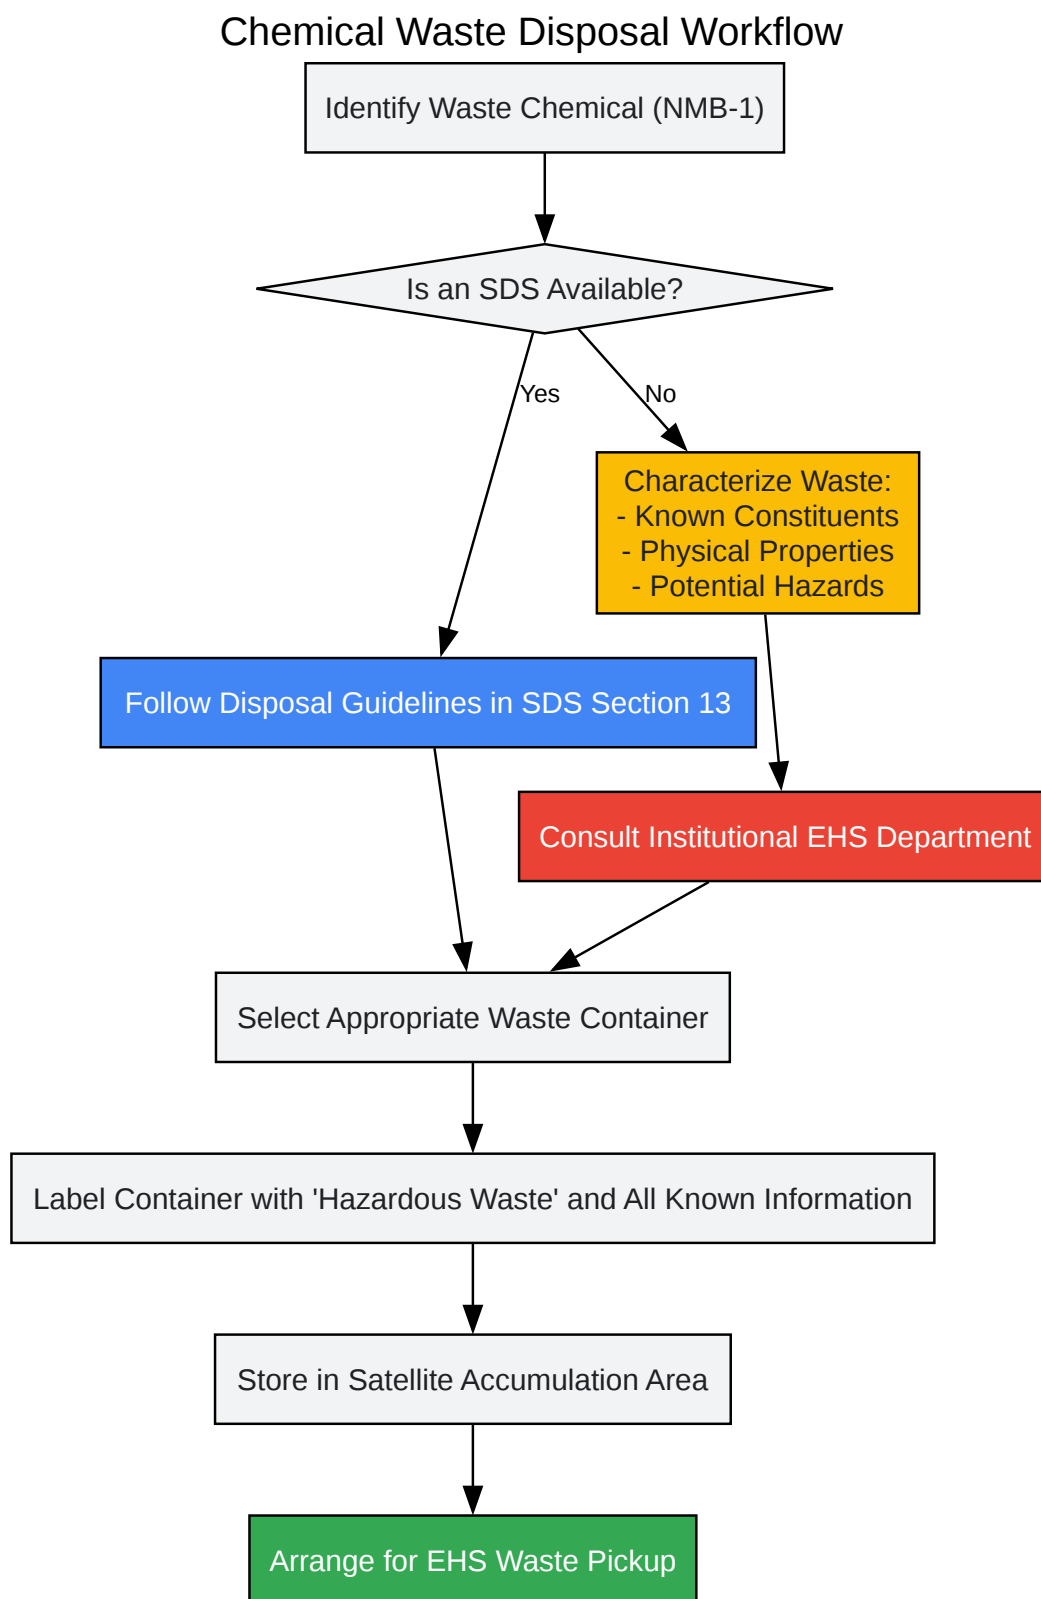 Chemical Waste Disposal Workflow
Identify Waste Chemical (NMB-1)
Is an SDS Available?
Yes
No
Characterize Waste:
- Known Constituents
- Physical Properties
- Potential Hazards
Follow Disposal Guidelines in SDS Section 13
Consult Institutional EHS Department
Select Appropriate Waste Container
Label Container with 'Hazardous Waste' and All Known Information
Store in Satellite Accumulation Area
Arrange for EHS Waste Pickup